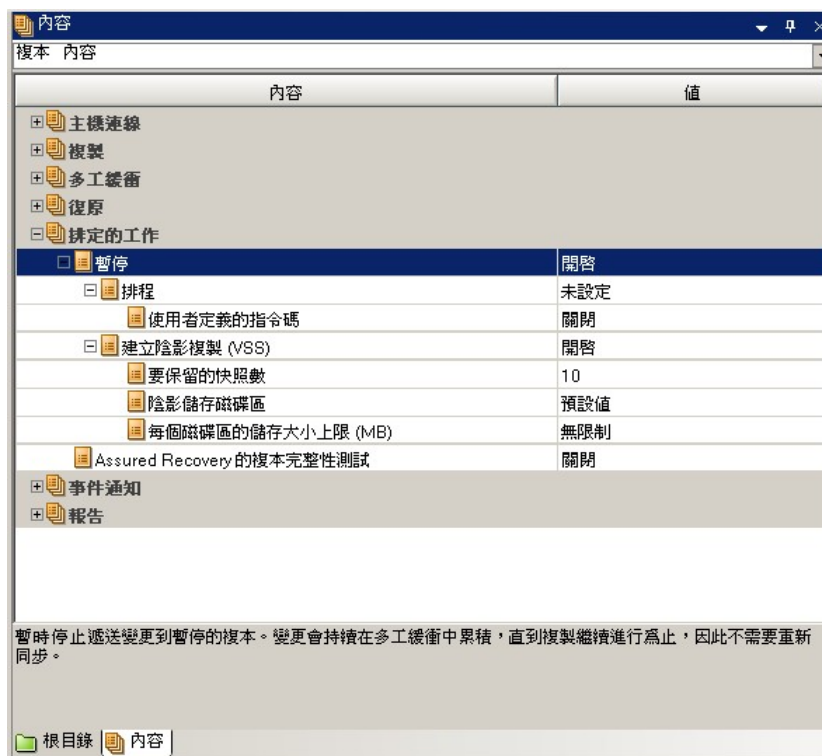 內容
複本 內容
內容 值
主機連線
複製
多工緩衝
復原
排定的工作
暫停 開啓
排程 未設定
使用者定義的指令碼 關閉
建立陰影複製 (VSS) 開啓
要保留的快照數 10
陰影儲存磁碟區 預設值
每個磁碟區的儲存大小上限 (MB) 無限制
Assured Recovery 的複本完整性測試 關閉
事件通知
報告
暫時停止遞送變更到暫停的複本。變更會持續在多工緩衝中累積，直到複製繼續進行爲止，因此不需要重新
同步。
根目錄 內容